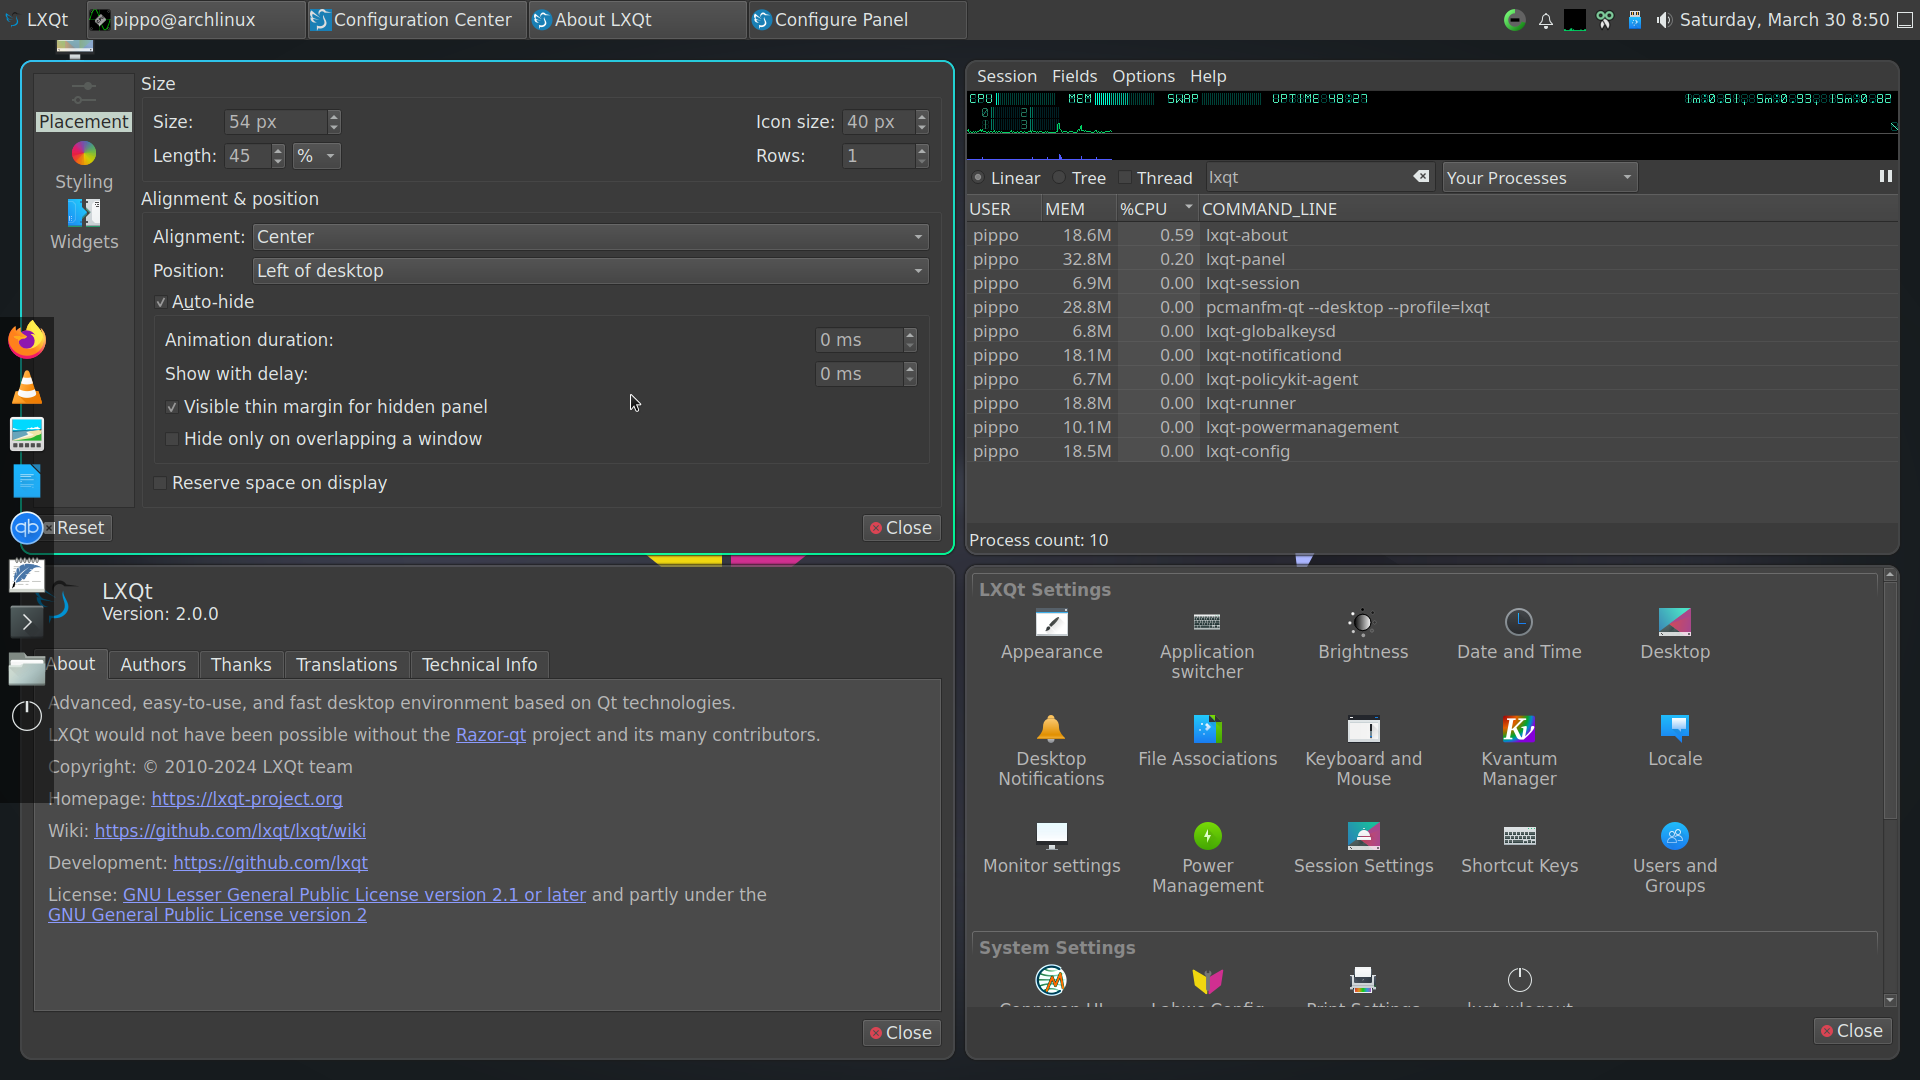 LXQt pippo@archlinux Configuration Center About LXQt Configure Panel Saturday, March 30 8:50
Placement
Styling
Widgets
Size
Size: 54 px Icon size: 40 px
Length: 45 % Rows: 1
Alignment & position
Alignment: Center
Position: Left of desktop
Auto-hide
Animation duration: 0 ms
Show with delay: 0 ms
Visible thin margin for hidden panel
Hide only on overlapping a window
Reserve space on display
Reset Close
Session Fields Options Help
CPU MEM SWAP UPTIME 48:27 1m:0.61, 5m:0.93, 15m:0.82
0 2
1 3
Linear Tree Thread lxqt Your Processes
USER MEM %CPU COMMAND_LINE
pippo 18.6M 0.59 lxqt-about
pippo 32.8M 0.20 lxqt-panel
pippo 6.9M 0.00 lxqt-session
pippo 28.8M 0.00 pcmanfm-qt --desktop --profile=lxqt
pippo 6.8M 0.00 lxqt-globalkeysd
pippo 18.1M 0.00 lxqt-notificationd
pippo 6.7M 0.00 lxqt-policykit-agent
pippo 18.8M 0.00 lxqt-runner
pippo 10.1M 0.00 lxqt-powermanagement
pippo 18.5M 0.00 lxqt-config
Process count: 10
qb
LXQt
Version: 2.0.0
About Authors Thanks Translations Technical Info
Advanced, easy-to-use, and fast desktop environment based on Qt technologies.
LXQt would not have been possible without the Razor-qt project and its many contributors.
Copyright: © 2010-2024 LXQt team
Homepage: https://lxqt-project.org
Wiki: https://github.com/lxqt/lxqt/wiki
Development: https://github.com/lxqt
License: GNU Lesser General Public License version 2.1 or later and partly under the
GNU General Public License version 2
Close
LXQt Settings
Appearance Application switcher Brightness Date and Time Desktop
Desktop Notifications File Associations Keyboard and Mouse Kvantum Manager Locale
Kv
Monitor settings Power Management Session Settings Shortcut Keys Users and Groups
System Settings
Close